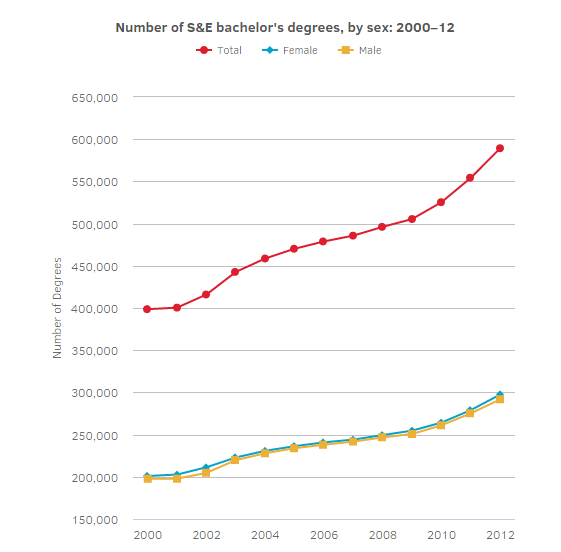 Number of S&E bachelor's degrees, by sex: 2000–12
Total Female Male
650,000
600,000
550,000
500,000
450,000
400,000
350,000
300,000
250,000
200,000
150,000
Number of Degrees
2000 2002 2004 2006 2008 2010 2012